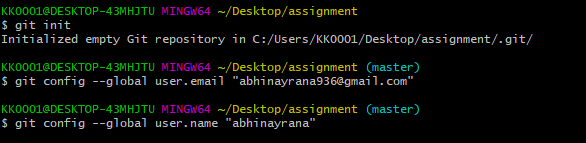 KK0001@DESKTOP-43MHJTU MINGW64 ~/Desktop/assignment
$ git init
Initialized empty Git repository in C:/Users/KK0001/Desktop/assignment/.git/
KK0001@DESKTOP-43MHJTU MINGW64 ~/Desktop/assignment (master)
$ git config --global user.email "abhinayrana936@gmail.com"
KK0001@DESKTOP-43MHJTU MINGW64 ~/Desktop/assignment (master)
$ git config --global user.name "abhinayrana"